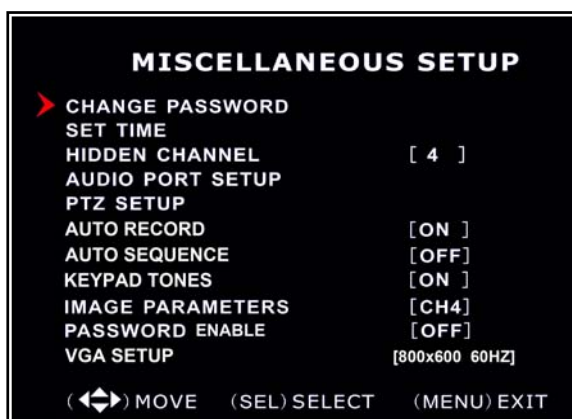 MISCELLANEOUS SETUP
CHANGE PASSWORD
SET TIME
HIDDEN CHANNEL [ 4 ]
AUDIO PORT SETUP
PTZ SETUP
AUTO RECORD [ON ]
AUTO SEQUENCE [OFF]
KEYPAD TONES [ON ]
IMAGE PARAMETERS [CH4]
PASSWORD ENABLE [OFF]
VGA SETUP [800x600 60HZ]
( ) MOVE (SEL) SELECT (MENU) EXIT